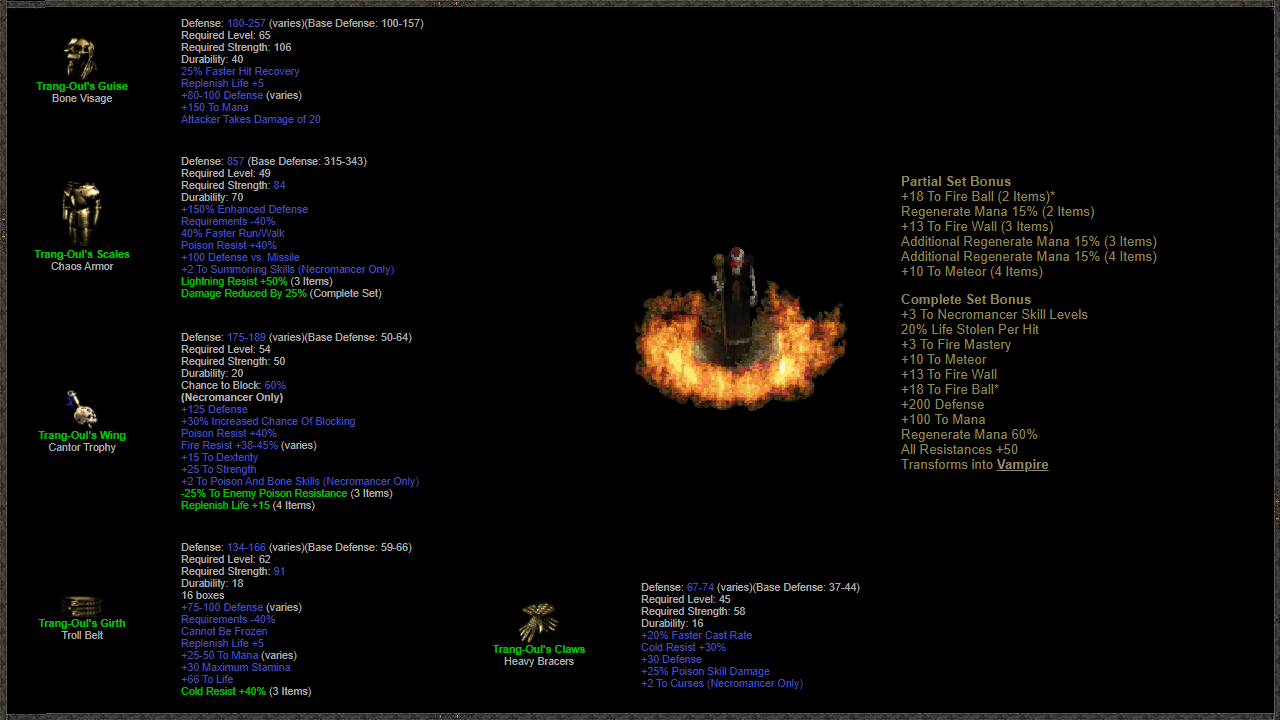 Trang-Oul's Guise
Bone Visage
Defense: 180-257 (varies)(Base Defense: 100-157)
Required Level: 65
Required Strength: 106
Durability: 40
25% Faster Hit Recovery
Replenish Life +5
+80-100 Defense (varies)
+150 To Mana
Attacker Takes Damage of 20
Trang-Oul's Scales
Chaos Armor
Defense: 857 (Base Defense: 315-343)
Required Level: 49
Required Strength: 84
Durability: 70
+150% Enhanced Defense
Requirements -40%
40% Faster Run/Walk
Poison Resist +40%
+100 Defense vs. Missile
+2 To Summoning Skills (Necromancer Only)
Lightning Resist +50% (3 Items)
Damage Reduced By 25% (Complete Set)
Trang-Oul's Wing
Cantor Trophy
Defense: 175-189 (varies)(Base Defense: 50-64)
Required Level: 54
Required Strength: 50
Durability: 20
Chance to Block: 60%
(Necromancer Only)
+125 Defense
+30% Increased Chance Of Blocking
Poison Resist +40%
Fire Resist +38-45% (varies)
+15 To Dexterity
+25 To Strength
+2 To Poison And Bone Skills (Necromancer Only)
-25% To Enemy Poison Resistance (3 Items)
Replenish Life +15 (4 Items)
Trang-Oul's Girth
Troll Belt
Defense: 134-166 (varies)(Base Defense: 59-66)
Required Level: 62
Required Strength: 91
Durability: 18
16 boxes
+75-100 Defense (varies)
Requirements -40%
Cannot Be Frozen
Replenish Life +5
+25-50 To Mana (varies)
+30 Maximum Stamina
+66 To Life
Cold Resist +40% (3 Items)
Trang-Oul's Claws
Heavy Bracers
Defense: 67-74 (varies)(Base Defense: 37-44)
Required Level: 45
Required Strength: 58
Durability: 16
+20% Faster Cast Rate
Cold Resist +30%
+30 Defense
+25% Poison Skill Damage
+2 To Curses (Necromancer Only)
Partial Set Bonus
+18 To Fire Ball (2 Items)*
Regenerate Mana 15% (2 Items)
+13 To Fire Wall (3 Items)
Additional Regenerate Mana 15% (3 Items)
Additional Regenerate Mana 15% (4 Items)
+10 To Meteor (4 Items)
Complete Set Bonus
+3 To Necromancer Skill Levels
20% Life Stolen Per Hit
+3 To Fire Mastery
+10 To Meteor
+13 To Fire Wall
+18 To Fire Ball*
+200 Defense
+100 To Mana
Regenerate Mana 60%
All Resistances +50
Transforms into Vampire